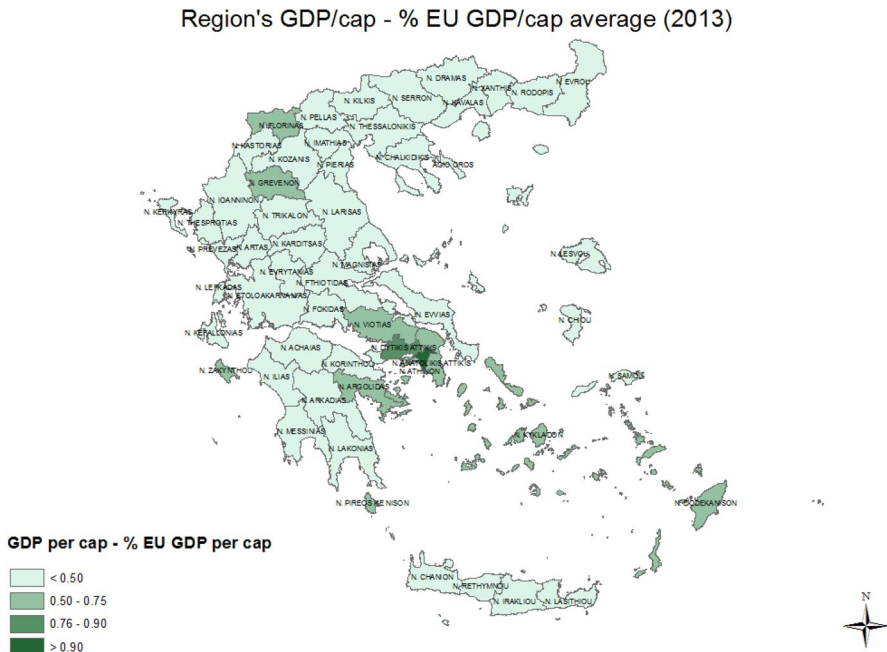 Region's GDP/cap - % EU GDP/cap average (2013)
N. EVROU
N. DRAMAS
N. XANTHIS
N. RODOPIS
N. SERRON
N. KAVALAS
N. KILKIS
N. PELLAS
N. FLORINAS
N. THESSALONIKIS
N. IMATHIAS
N. KASTORIAS
N. KOZANIS
N. PIERIAS
N. CHALKIDIKIS
AGIO OROS
N. GREVENON
N. IOANNINON
N. KERKYRAS
N. THESPROTIAS
N. TRIKALON
N. LARISAS
N. PREVEZAS
N. ARTAS
N. KARDITSAS
N. LESVOU
N. MAGNISIAS
N. EVRYTANIAS
N. FTHIOTIDAS
N. LEFKADAS
N. ETOLOAKARNANIAS
N. FOKIDAS
N. EVVIAS
N. CHIOU
N. VIOTIAS
N. KEFALLONIAS
N. ACHAIAS
N. DYTIKIS ATTIKIS
N. KORINTHOU
N. ANATOLIKIS ATTIKIS
N. ATHINON
N. ZAKYNTHOU
N. ILIAS
N. SAMOU
N. ARGOLIDAS
N. ARKADIAS
N. MESSINIAS
N. KYKLADON
N. LAKONIAS
N. PIREOS KE NISON
N. DODEKANISON
GDP per cap - % EU GDP per cap
< 0.50
0.50 - 0.75
0.76 - 0.90
> 0.90
N. CHANION
N. RETHYMNOU
N. IRAKLIOU
N. LASITHIOU
N